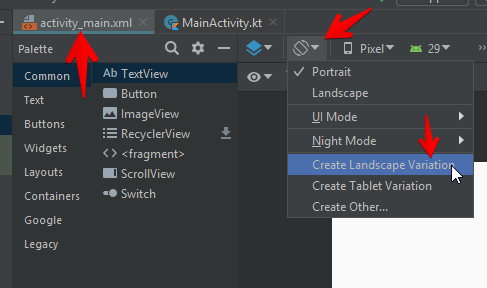 activity_main.xml
MainActivity.kt
Palette
Pixel
29
Common
Text
Buttons
Widgets
Layouts
Containers
Google
Legacy
Ab TextView
Button
ImageView
RecyclerView
<fragment>
ScrollView
Switch
Portrait
Landscape
UI Mode
Night Mode
Create Landscape Variation
Create Tablet Variation
Create Other...